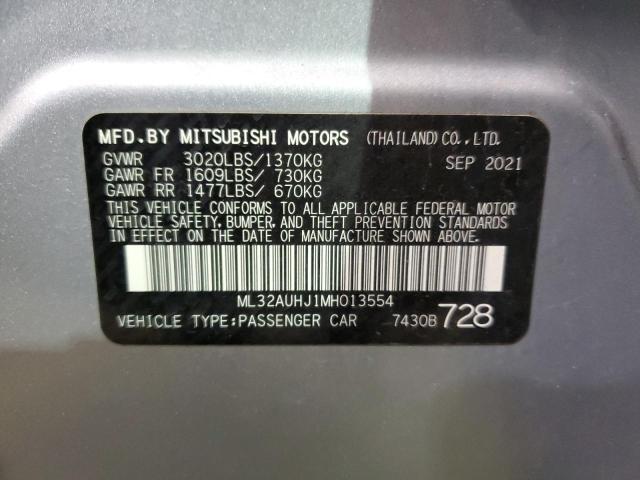 MFD.BY MITSUBISHI MOTORS (THAILAND)CO.,LTD.
GVWR 3020LBS/1370KG SEP 2021
GAWR FR 1609LBS/ 730KG
GAWR RR 1477LBS/ 670KG
THIS VEHICLE CONFORMS TO ALL APPLICABLE FEDERAL MOTOR
VEHICLE SAFETY, BUMPER, AND THEFT PREVENTION STANDARDS
IN EFFECT ON THE DATE OF MANUFACTURE SHOWN ABOVE.
ML32AUHJ1MH013554
VEHICLE TYPE:PASSENGER CAR 7430B 728